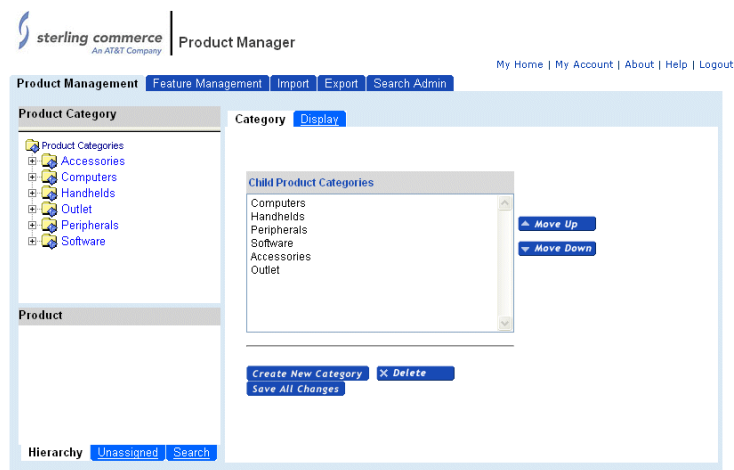 sterling commerce
An AT&T Company
Product Manager
My Home | My Account | About | Help | Logout
Product Management Feature Management Import Export Search Admin
Product Category
Product Categories
Accessories
Computers
Handhelds
Outlet
Peripherals
Software
Product
Hierarchy Unassigned Search
Category Display
Child Product Categories
Computers
Handhelds
Peripherals
Software
Accessories
Outlet
Move Up
Move Down
Create New Category X Delete
Save All Changes